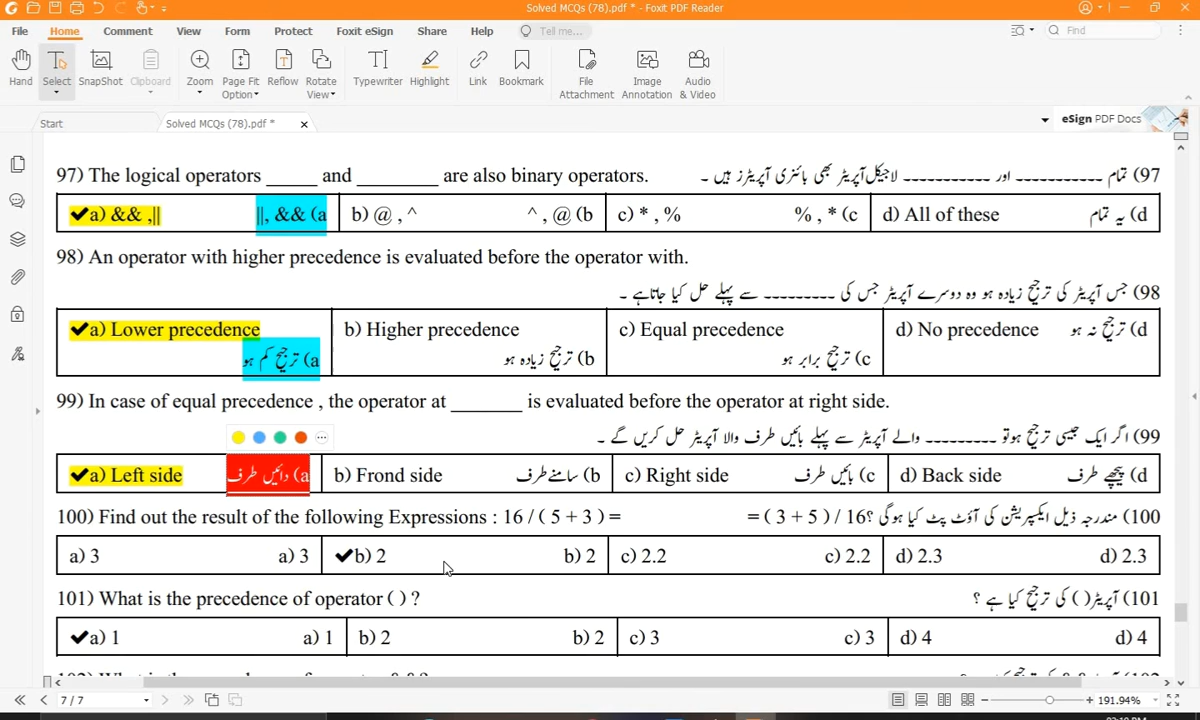 Solved MCQs (78).pdf * - Foxit PDF Reader
File Home Comment View Form Protect Foxit eSign Share Help Tell me... Find
Hand Select SnapShot Clipboard Zoom Page Fit Option Reflow Rotate View Typewriter Highlight Link Bookmark File Attachment Image Annotation Audio & Video
Start Solved MCQs (78).pdf * eSign PDF Docs
97) The logical operators _____ and ________ are also binary operators. 97) تمام ........... اور ........... لاجیکل آپریٹر بھی بائنری آپریٹرز ہیں ۔
✔a) && ,|| ||, && (a b) @ , ^ ^ , @ (b c) * , % % , * (c d) All of these d) یہ تمام
98) An operator with higher precedence is evaluated before the operator with.
98) جس آپریٹر کی ترجیح زیادہ ہو وہ دوسرے آپریٹر جس کی ......... سے پہلے حل کیا جاتاہے ۔
✔a) Lower precedence b) Higher precedence c) Equal precedence d) No precedence d) ترجیح نہ ہو
a) ترجیح کم ہو b) ترجیح زیادہ ہو c) ترجیح برابر ہو
99) In case of equal precedence , the operator at _______ is evaluated before the operator at right side.
99) اگر ایک جیسی ترجیح ہوتو ......... والے آپریٹر سے پہلے بائیں طرف والا آپریٹر حل کریں گے ۔
✔a) Left side a) دائیں طرف b) Frond side b) سامنے طرف c) Right side c) بائیں طرف d) Back side d) پیچھے طرف
100) Find out the result of the following Expressions : 16 / ( 5 + 3 ) = 100) مندرجہ ذیل ایکسپریشن کی آؤٹ پٹ کیا ہوگی ؟16 / ( 5 + 3 ) =
a) 3 a) 3 ✔b) 2 b) 2 c) 2.2 c) 2.2 d) 2.3 d) 2.3
101) What is the precedence of operator ( ) ? 101) آپریٹر( ) کی ترجیح کیا ہے ؟
✔a) 1 a) 1 b) 2 b) 2 c) 3 c) 3 d) 4 d) 4
7 / 7 191.94%